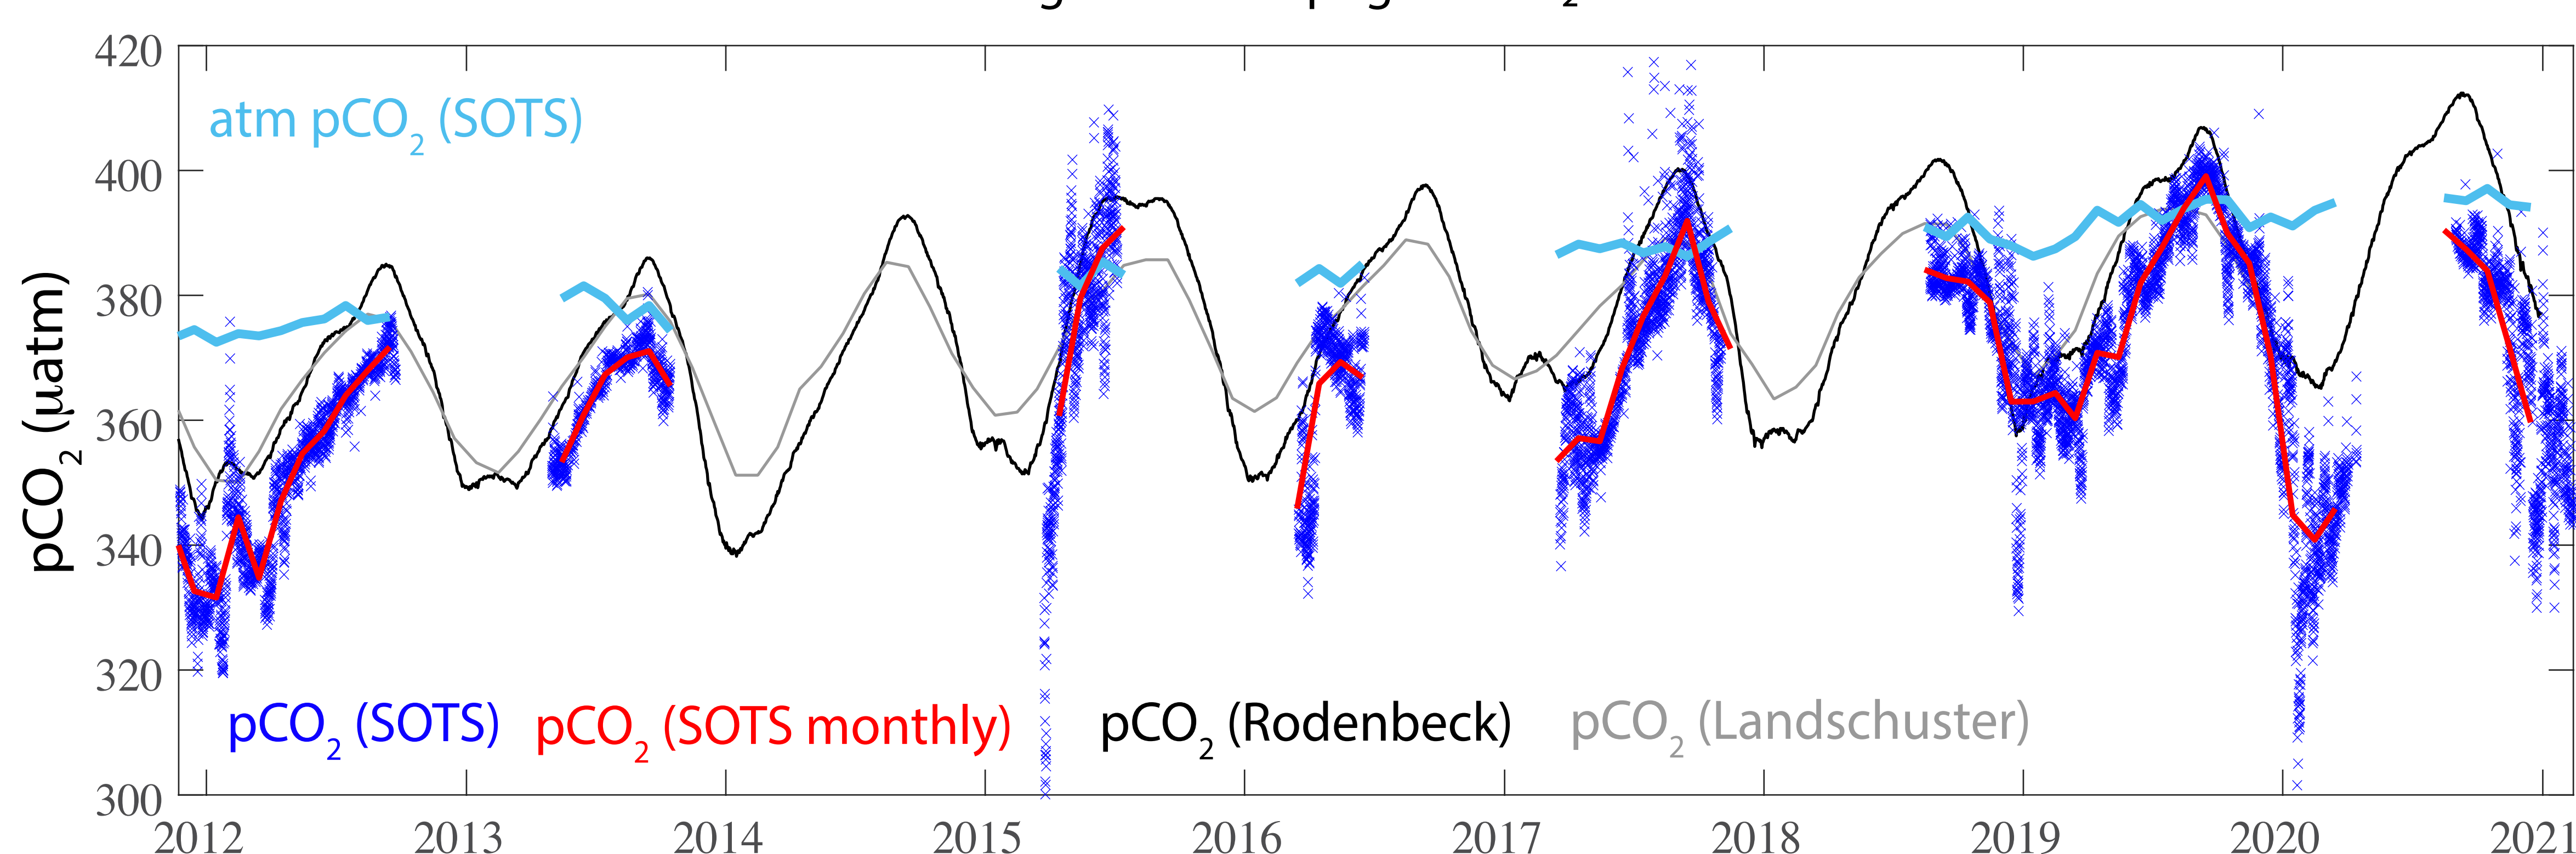 420
400
380
360
340
320
300
pCO₂ (µatm)
atm pCO₂ (SOTS)
pCO₂ (SOTS) pCO₂ (SOTS monthly) pCO₂ (Rodenbeck) pCO₂ (Landschuster)
2012 2013 2014 2015 2016 2017 2018 2019 2020 2021